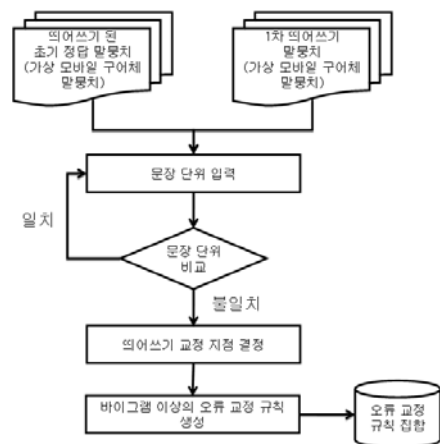 띄어쓰기 된
초기 정답 말뭉치
(가상 모바일 구어체
말뭉치)
1차 띄어쓰기
말뭉치
(가상 모바일 구어체
말뭉치)
문장 단위 입력
일치
문장 단위
비교
불일치
띄어쓰기 교정 지점 결정
바이그램 이상의 오류 교정 규칙
생성
오류 교정
규칙 집합